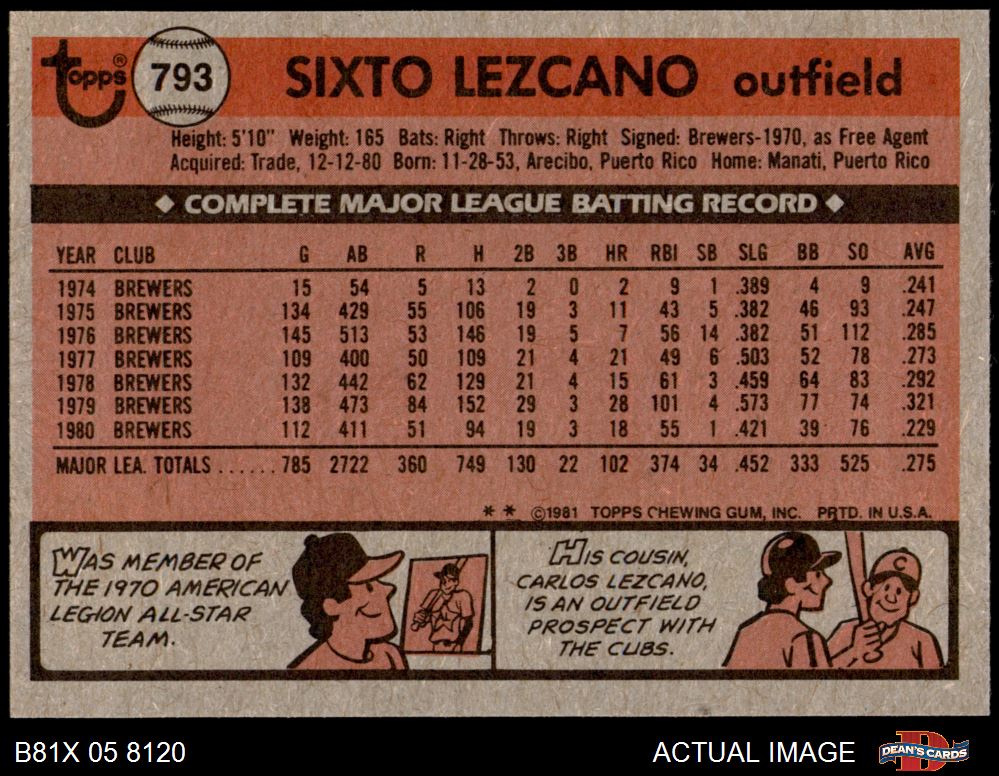 Topps® 793 SIXTO LEZCANO outfield
Height: 5'10" Weight: 165 Bats: Right Throws: Right Signed: Brewers-1970, as Free Agent
Acquired: Trade, 12-12-80 Born: 11-28-53, Arecibo, Puerto Rico Home: Manati, Puerto Rico
◆ COMPLETE MAJOR LEAGUE BATTING RECORD ◆
YEAR CLUB G AB R H 2B 3B HR RBI SB SLG BB SO AVG
1974 BREWERS 15 54 5 13 2 0 2 9 1 .389 4 9 .241
1975 BREWERS 134 429 55 106 19 3 11 43 5 .382 46 93 .247
1976 BREWERS 145 513 53 146 19 5 7 56 14 .382 51 112 .285
1977 BREWERS 109 400 50 109 21 4 21 49 6 .503 52 78 .273
1978 BREWERS 132 442 62 129 21 4 15 61 3 .459 64 83 .292
1979 BREWERS 138 473 84 152 29 3 28 101 4 .573 77 74 .321
1980 BREWERS 112 411 51 94 19 3 18 55 1 .421 39 76 .229
MAJOR LEA. TOTALS ...... 785 2722 360 749 130 22 102 374 34 .452 333 525 .275
* * ©1981 TOPPS CHEWING GUM, INC. PRTD. IN U.S.A.
WAS MEMBER OF
THE 1970 AMERICAN
LEGION ALL-STAR
TEAM.
HIS COUSIN,
CARLOS LEZCANO,
IS AN OUTFIELD
PROSPECT WITH
THE CUBS.
C
B81X 05 8120 ACTUAL IMAGE DEAN'S CARDS